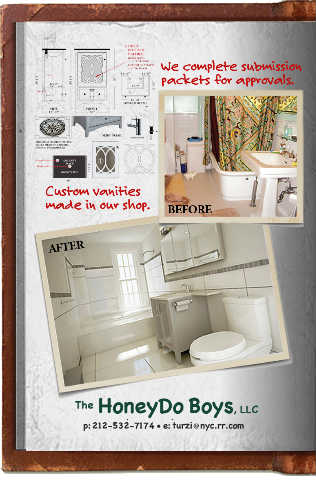 We complete submission
packets for approvals.
Custom vanities
made in our shop.
BEFORE
AFTER
The HoneyDo Boys, LLC
p: 212-532-7174 • e: turzi@nyc.rr.com